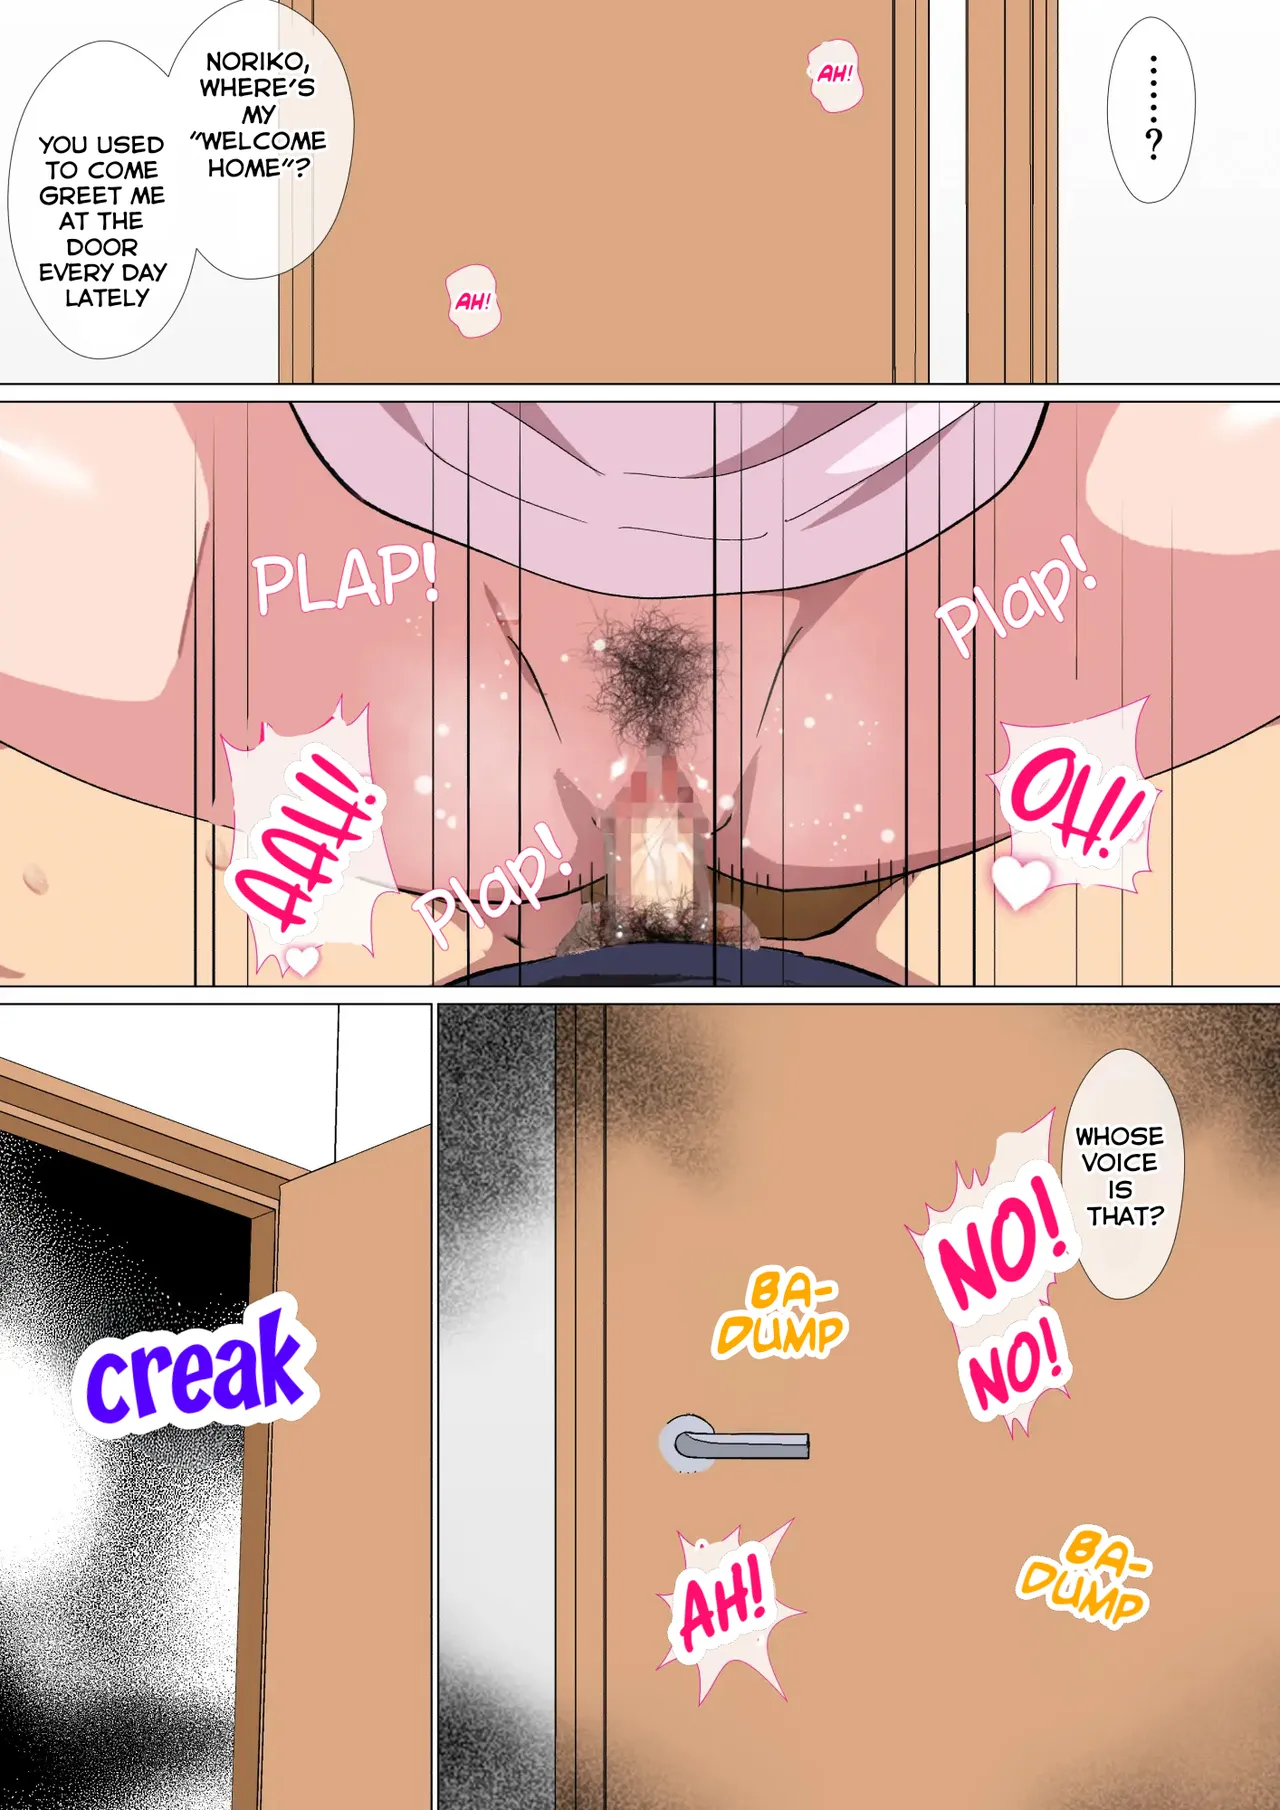 ………?
AH!
NORIKO,
WHERE'S
MY
"WELCOME
HOME"?
AH!
YOU USED
TO COME
GREET ME
AT THE
DOOR
EVERY DAY
LATELY
PLAP!
Plap!
OH!
AAH!!
Plap!
WHOSE
VOICE
IS
THAT?
NO!
NO!
BA-
DUMP
AH!
BA-
DUMP
creak